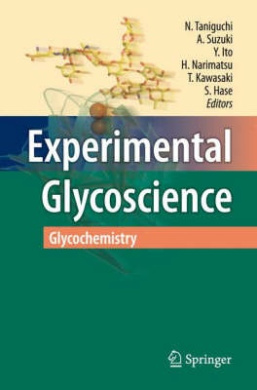 N. Taniguchi
A. Suzuki
Y. Ito
H. Narimatsu
T. Kawasaki
S. Hase
Editors
Experimental
Glycoscience
Glycochemistry
Springer